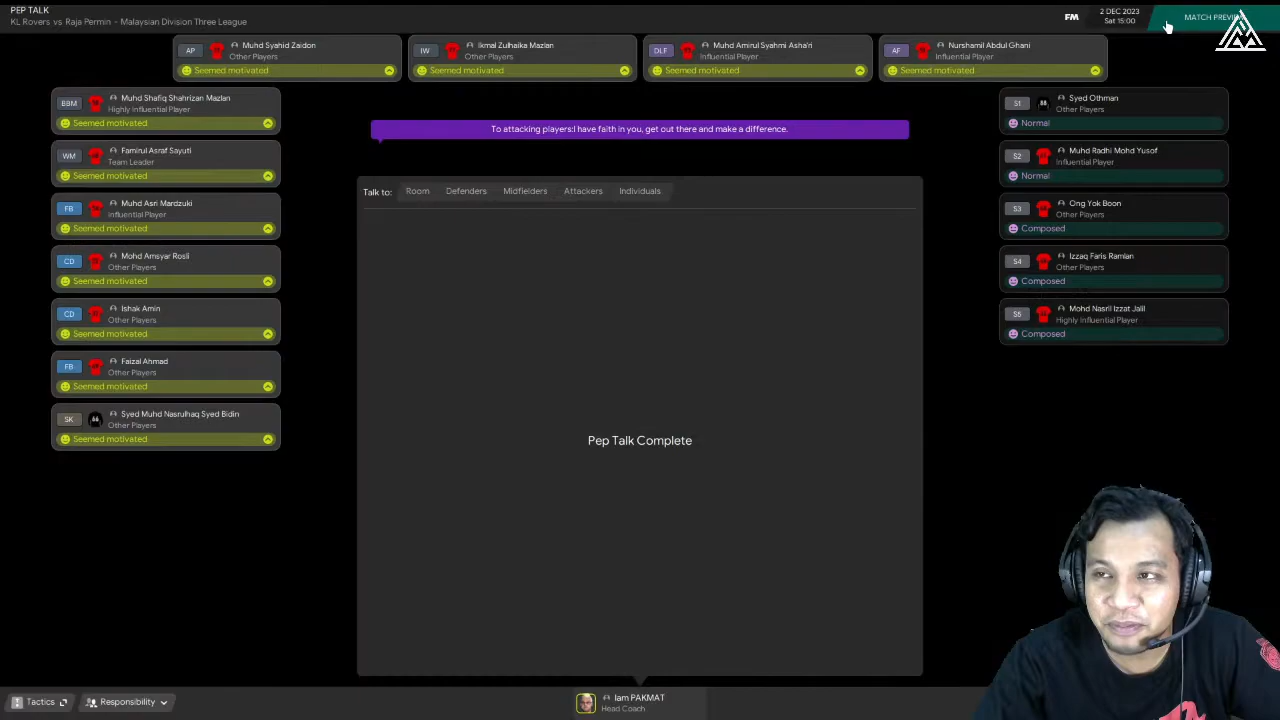 PEP TALK
KL Rovers vs Raja Permin - Malaysian Division Three League
FM
2 DEC 2023
Sat 15:00
MATCH PREVIEW
AP
Muhd Syahid Zaidon
Other Players
Seemed motivated
IW
Ikmal Zulhaika Mazlan
Other Players
Seemed motivated
DLF
Muhd Amirul Syahmi Asha'ri
Influential Player
Seemed motivated
AF
Nurshamil Abdul Ghani
Influential Player
Seemed motivated
BBM
Muhd Shafiq Shahrizan Mazlan
Highly Influential Player
Seemed motivated
WM
Famirul Asraf Sayuti
Team Leader
Seemed motivated
FB
Muhd Asri Mardzuki
Influential Player
Seemed motivated
CD
Mohd Amsyar Rosli
Other Players
Seemed motivated
CD
Ishak Amin
Other Players
Seemed motivated
FB
Faizal Ahmad
Other Players
Seemed motivated
SK
Syed Muhd Nasrulhaq Syed Bidin
Other Players
Seemed motivated
To attacking players:I have faith in you, get out there and make a difference.
Talk to: Room Defenders Midfielders Attackers Individuals
Pep Talk Complete
S1
Syed Othman
Other Players
Normal
S2
Muhd Radhi Mohd Yusof
Influential Player
Normal
S3
Ong Yok Boon
Other Players
Composed
S4
Izzaq Faris Ramlan
Other Players
Composed
S5
Mohd Nasril Izzat Jalil
Highly Influential Player
Composed
Tactics
Responsibility
Iam PAKMAT
Head Coach